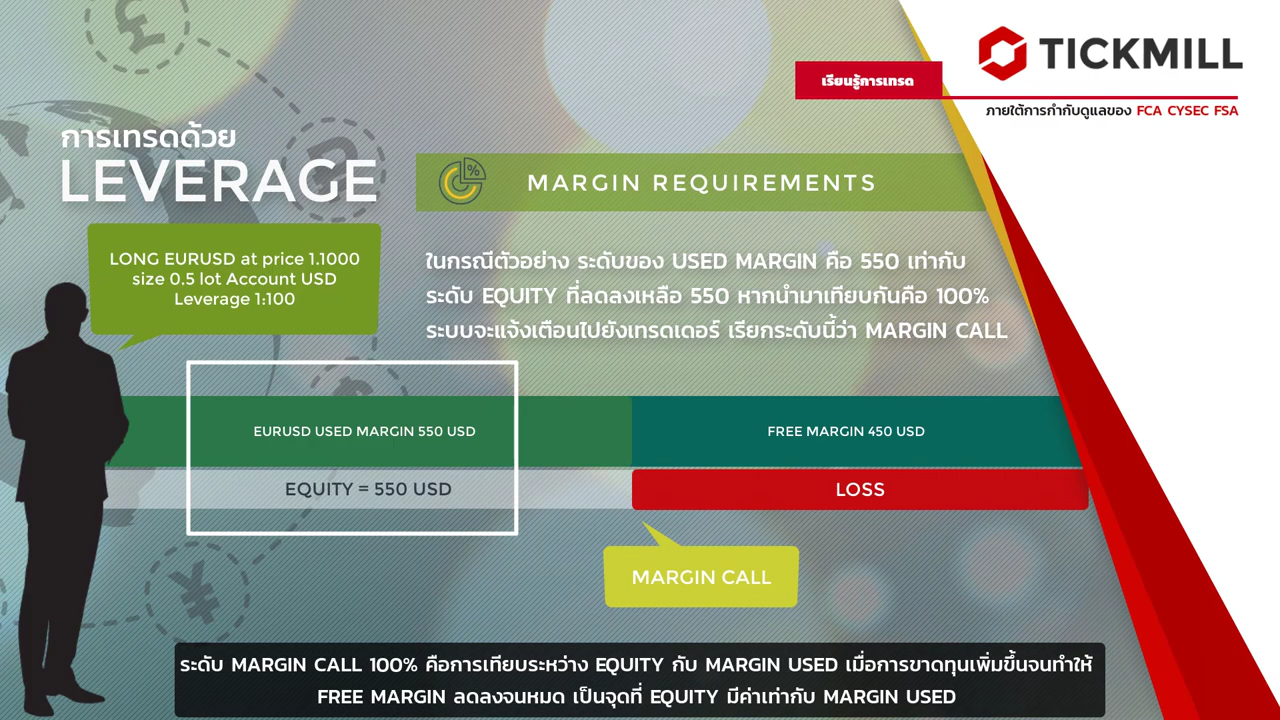 TICKMILL
เรียนรู้การเทรด
ภายใต้การกำกับดูแลของ FCA CYSEC FSA
การเทรดด้วย
LEVERAGE
% MARGIN REQUIREMENTS
LONG EURUSD at price 1.1000
size 0.5 lot Account USD
Leverage 1:100
ในกรณีตัวอย่าง ระดับของ USED MARGIN คือ 550 เท่ากับ
ระดับ EQUITY ที่ลดลงเหลือ 550 หากนำมาเทียบกันคือ 100%
ระบบจะแจ้งเตือนไปยังเทรดเดอร์ เรียกระดับนี้ว่า MARGIN CALL
EURUSD USED MARGIN 550 USD
FREE MARGIN 450 USD
EQUITY = 550 USD
LOSS
MARGIN CALL
ระดับ MARGIN CALL 100% คือการเทียบระหว่าง EQUITY กับ MARGIN USED เมื่อการขาดทุนเพิ่มขึ้นจนทำให้
FREE MARGIN ลดลงจนหมด เป็นจุดที่ EQUITY มีค่าเท่ากับ MARGIN USED